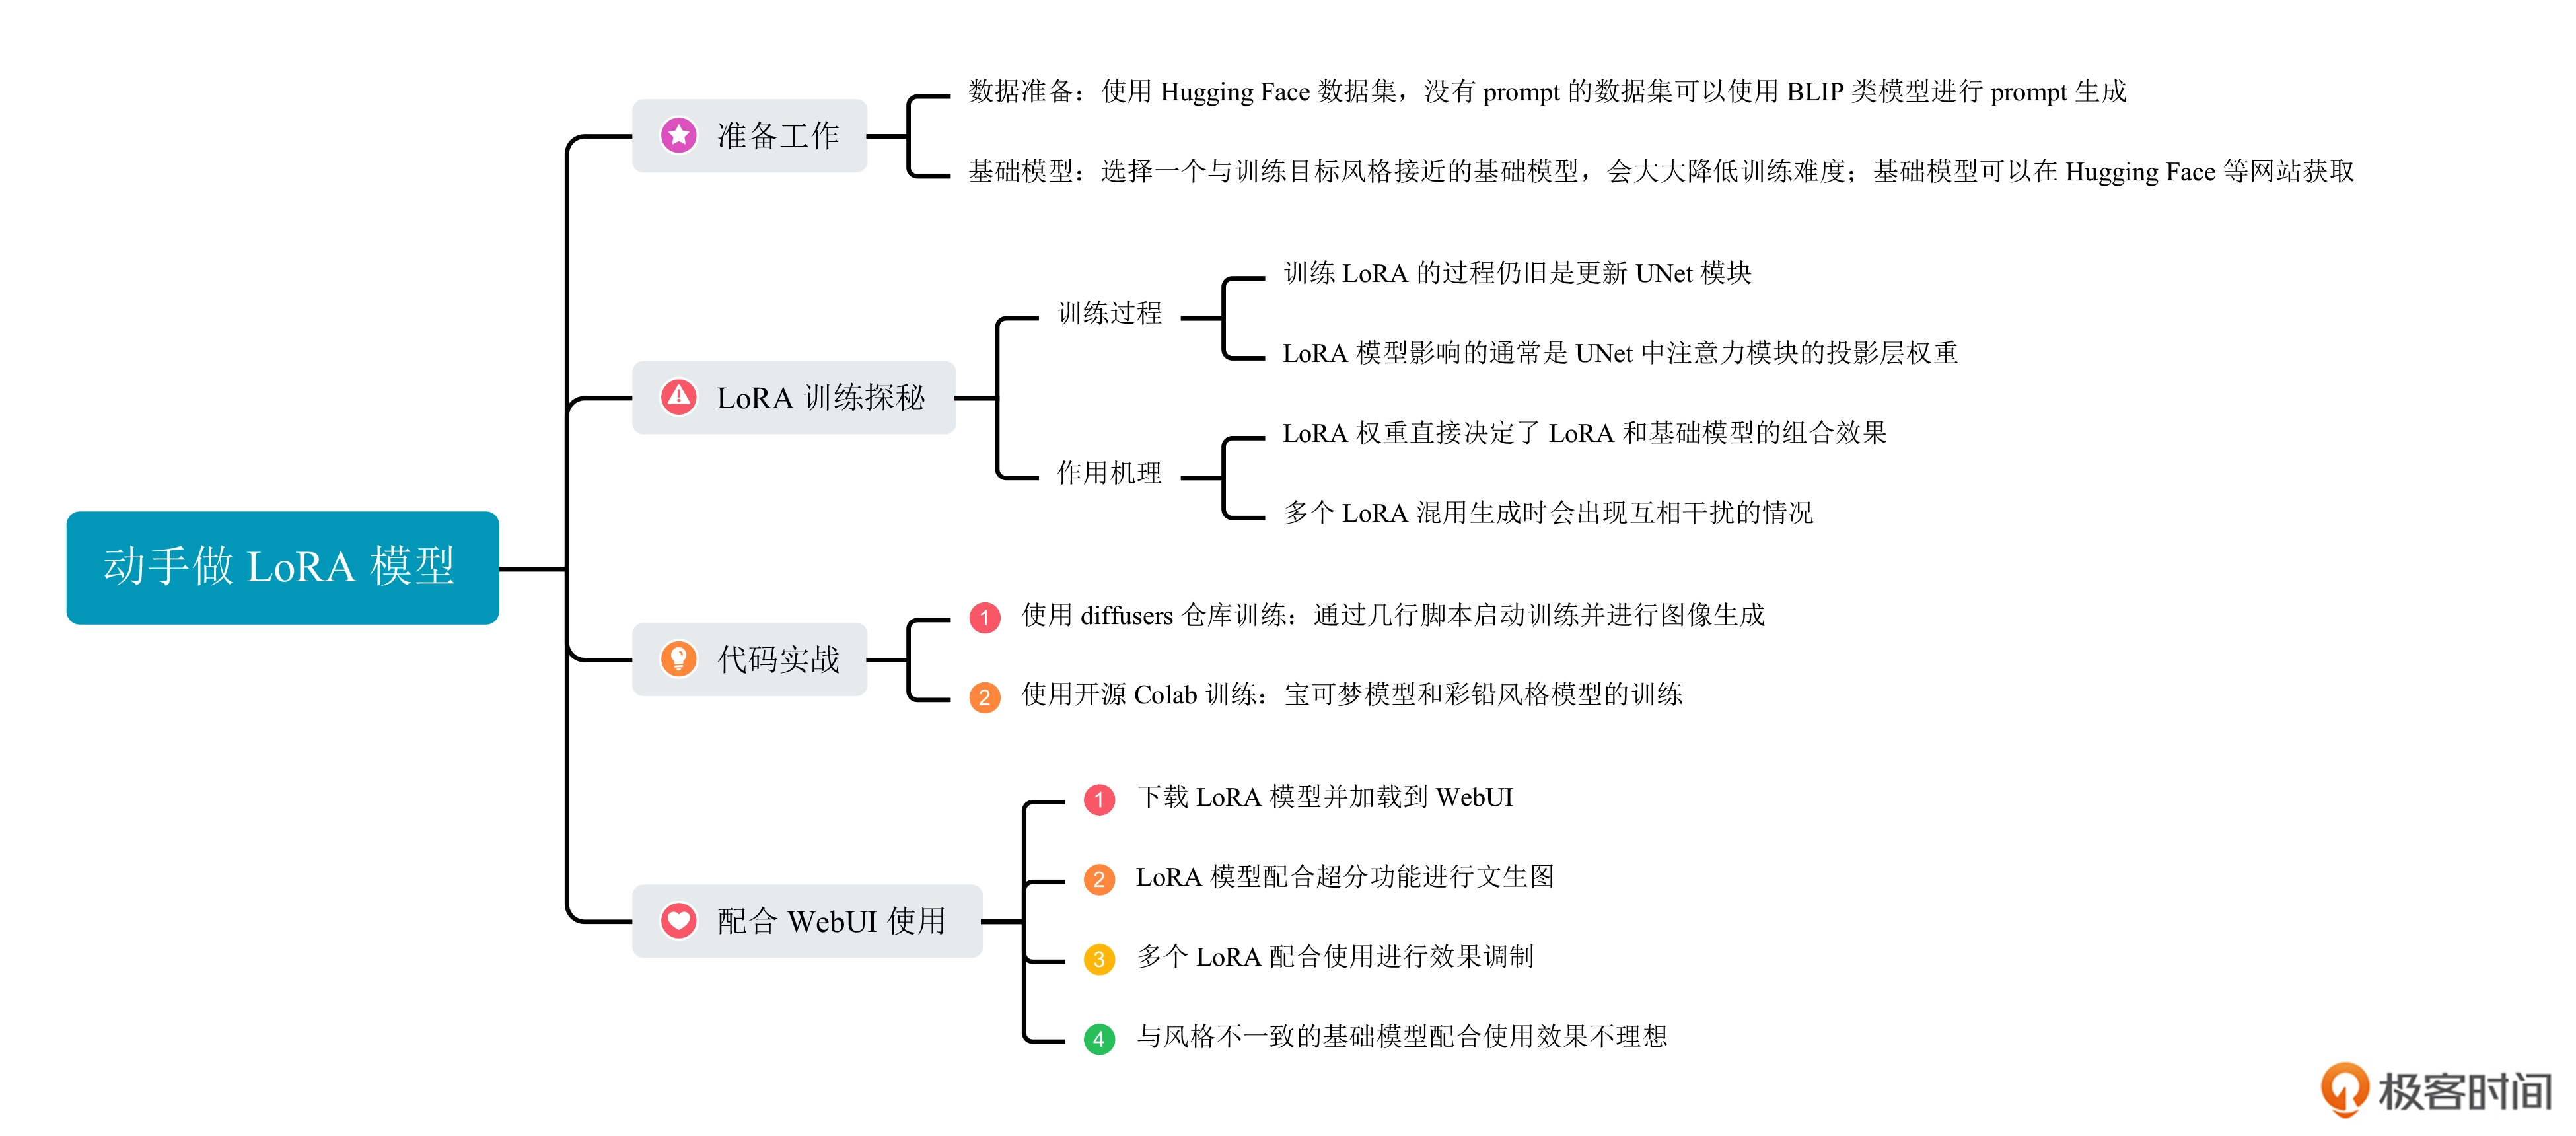 动手做 LoRA 模型
准备工作
数据准备：使用 Hugging Face 数据集，没有 prompt 的数据集可以使用 BLIP 类模型进行 prompt 生成
基础模型：选择一个与训练目标风格接近的基础模型，会大大降低训练难度；基础模型可以在 Hugging Face 等网站获取
LoRA 训练探秘
训练过程
训练 LoRA 的过程仍旧是更新 UNet 模块
LoRA 模型影响的通常是 UNet 中注意力模块的投影层权重
作用机理
LoRA 权重直接决定了 LoRA 和基础模型的组合效果
多个 LoRA 混用生成时会出现互相干扰的情况
代码实战
1 使用 diffusers 仓库训练：通过几行脚本启动训练并进行图像生成
2 使用开源 Colab 训练：宝可梦模型和彩铅风格模型的训练
配合 WebUI 使用
1 下载 LoRA 模型并加载到 WebUI
2 LoRA 模型配合超分功能进行文生图
3 多个 LoRA 配合使用进行效果调制
4 与风格不一致的基础模型配合使用效果不理想
极客时间